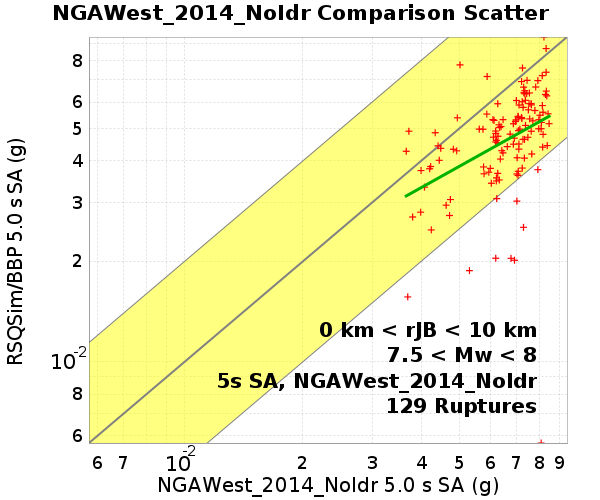 NGAWest_2014_NoIdr Comparison Scatter
RSQSim/BBP 5.0 s SA (g)
8
6
5
4
3
2
10-2
8
6
0 km < rJB < 10 km
7.5 < Mw < 8
5s SA, NGAWest_2014_NoIdr
129 Ruptures
6 7 10-2 2 3 4 5 6 7 8 9
NGAWest_2014_NoIdr 5.0 s SA (g)